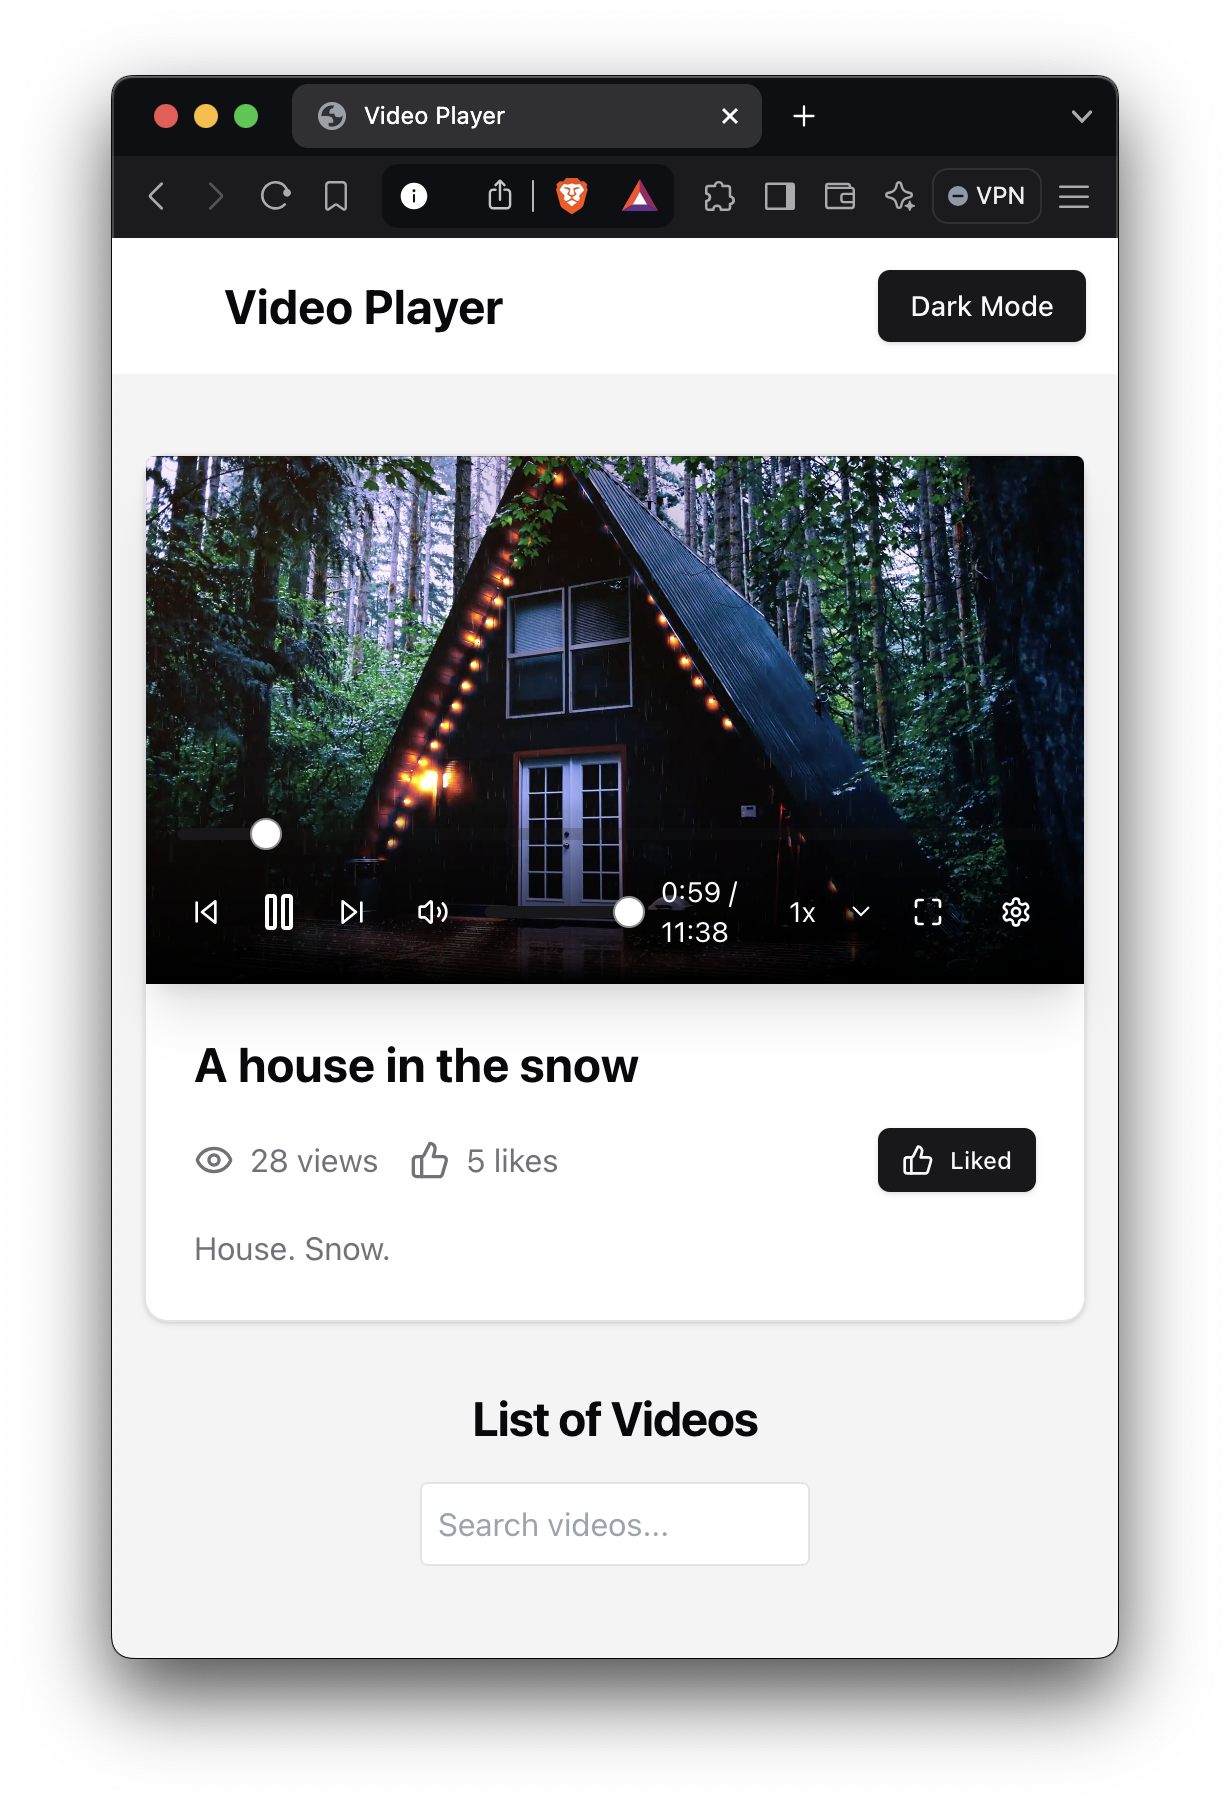 Video Player
VPN
Video Player
Dark Mode
0:59 /
11:38
1x
A house in the snow
28 views
5 likes
Liked
House. Snow.
List of Videos
Search videos...